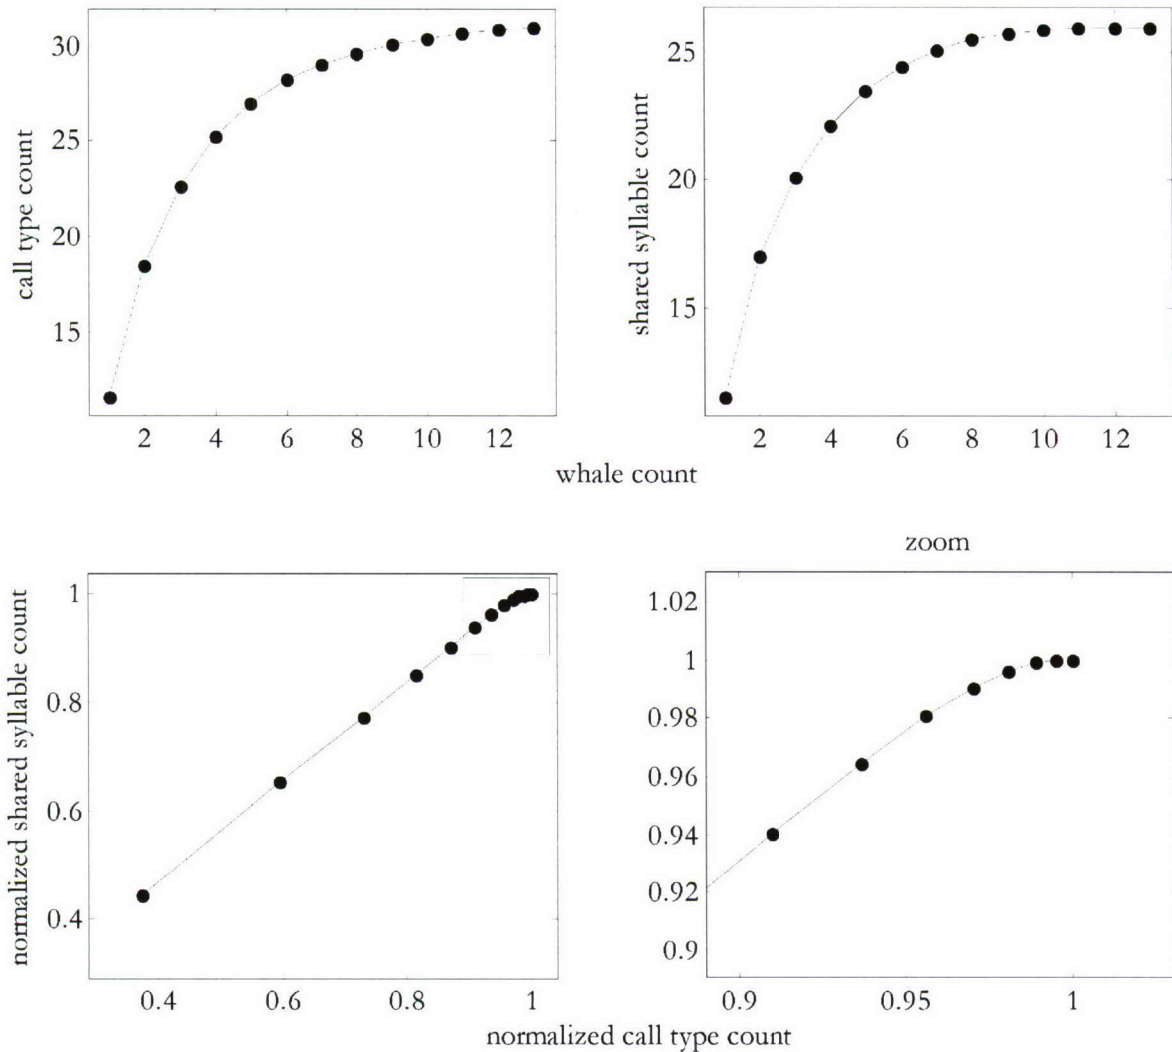 call type count
30
25
20
15
2 4 6 8 10 12
shared syllable count
25
20
15
2 4 6 8 10 12
whale count
normalized shared syllable count
1
0.8
0.6
0.4
0.4 0.6 0.8 1
zoom
1.02
1
0.98
0.96
0.94
0.92
0.9
0.9 0.95 1
normalized call type count